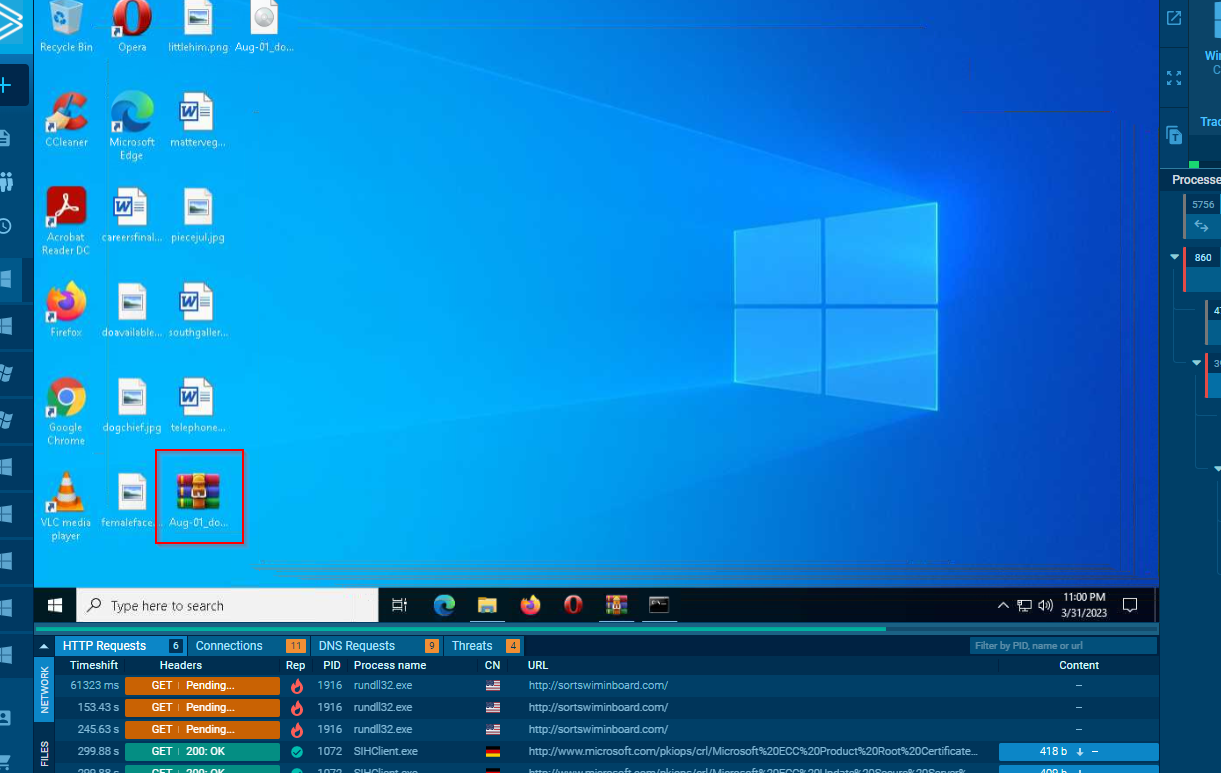 Recycle Bin
Opera
littlehim.png
Aug-01_do...
CCleaner
Microsoft
Edge
matterveg...
Acrobat
Reader DC
careersfinal...
piecejul.jpg
Firefox
doavailable...
southgaller...
Google
Chrome
dogchief.jpg
telephone...
VLC media
player
femaleface...
Aug-01_do...
Type here to search
11:00 PM
3/31/2023
Trac
Processe
5756
860
HTTP Requests 6 Connections 11 DNS Requests 9 Threats 4 Filter by PID, name or url
Timeshift Headers Rep PID Process name CN URL Content
NETWORK
FILES
61323 ms GET | Pending... 1916 rundll32.exe http://sortswiminboard.com/ –
153.43 s GET | Pending... 1916 rundll32.exe http://sortswiminboard.com/ –
245.63 s GET | Pending... 1916 rundll32.exe http://sortswiminboard.com/ –
299.88 s GET | 200: OK 1072 SIHClient.exe http://www.microsoft.com/pkiops/crl/Microsoft%20ECC%20Product%20Root%20Certificate... 418 b –